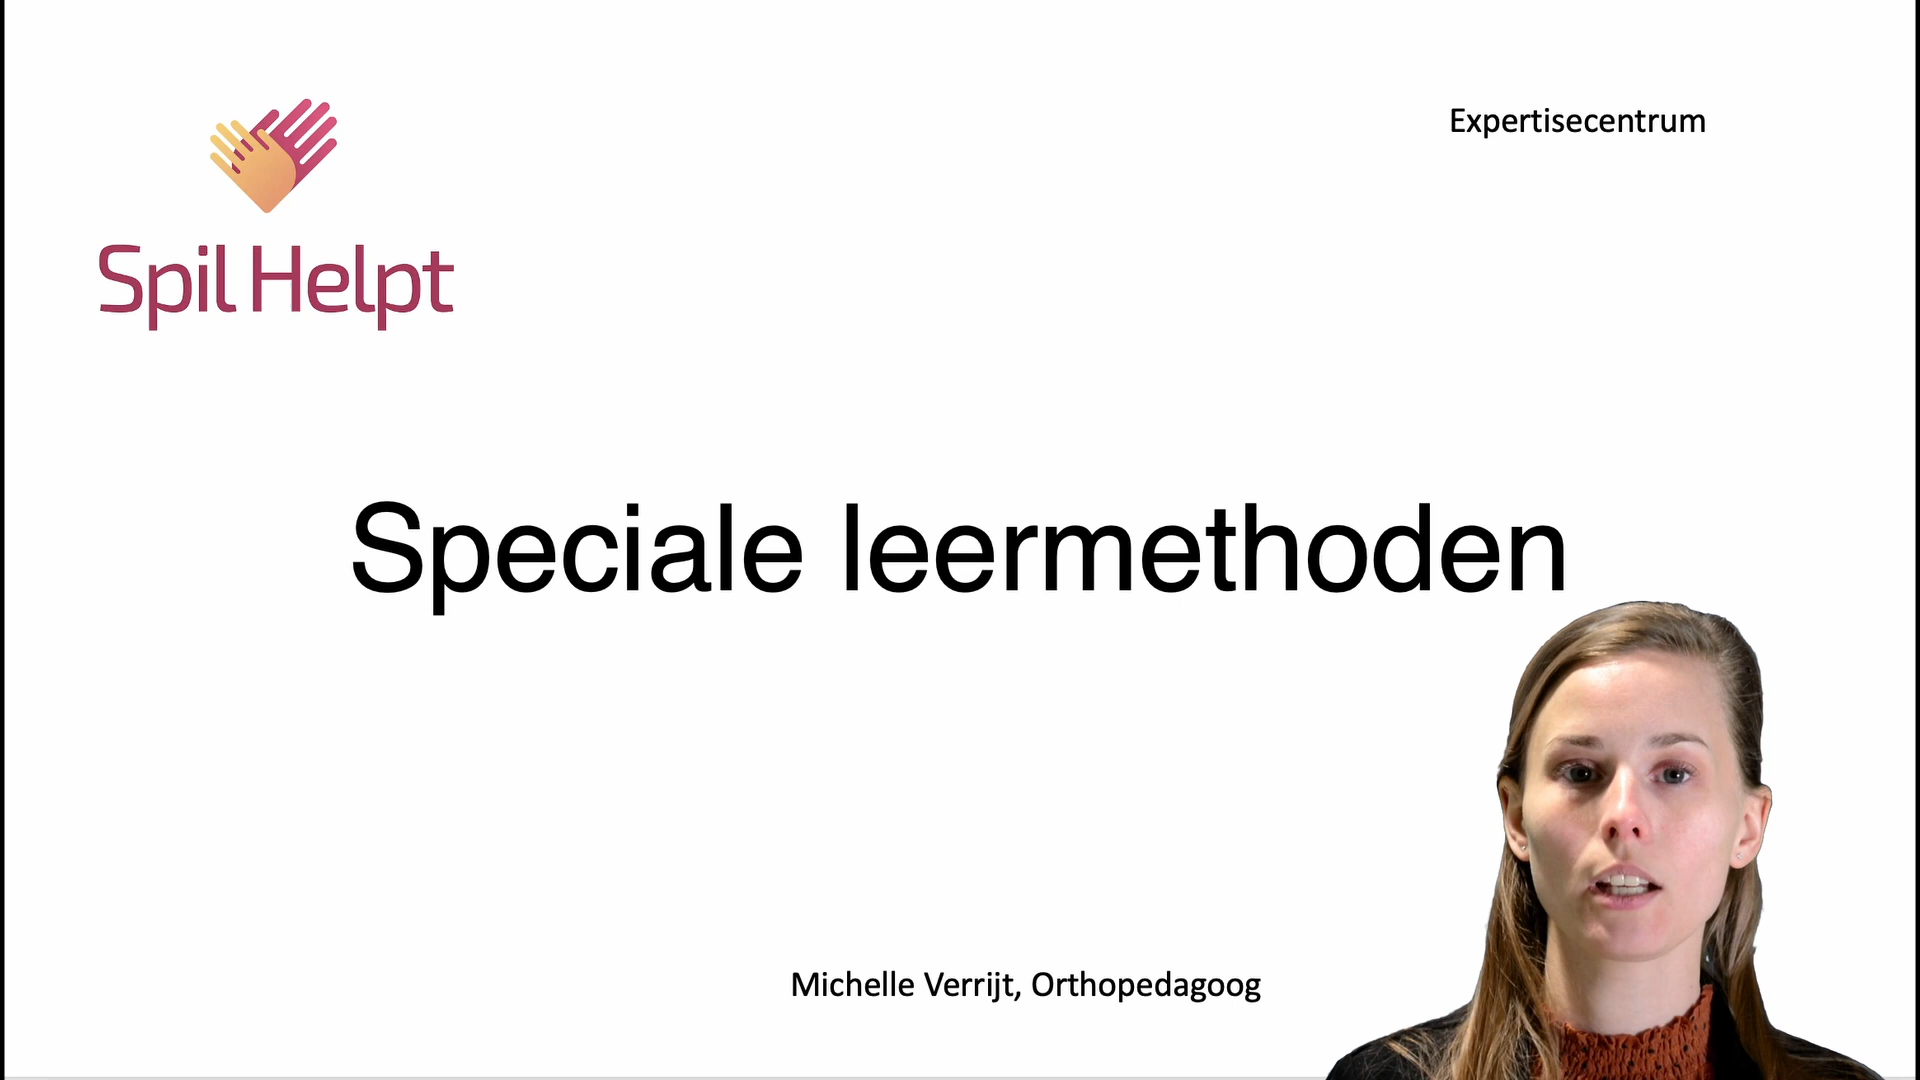 Expertisecentrum
Spil Helpt
Speciale leermethoden
Michelle Verrijt, Orthopedagoog